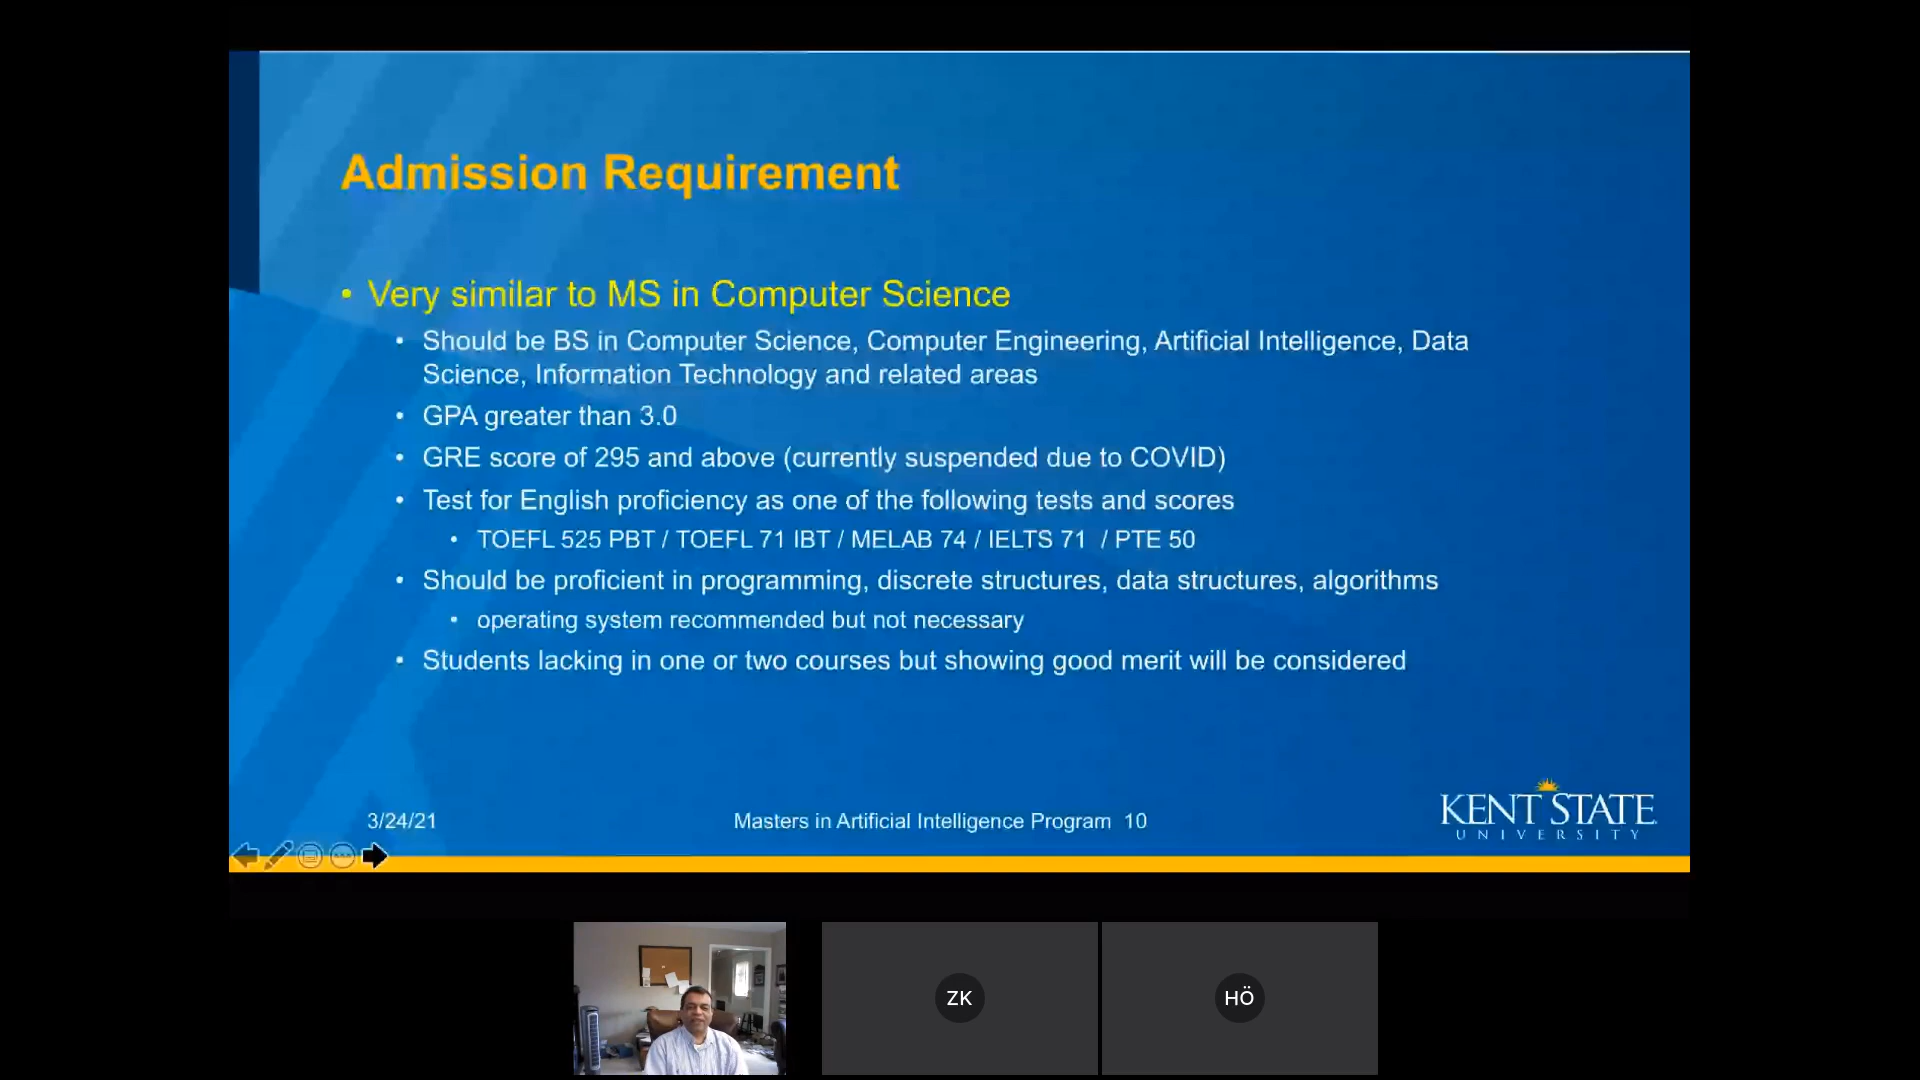 Admission Requirement
• Very similar to MS in Computer Science
• Should be BS in Computer Science, Computer Engineering, Artificial Intelligence, Data
Science, Information Technology and related areas
• GPA greater than 3.0
• GRE score of 295 and above (currently suspended due to COVID)
• Test for English proficiency as one of the following tests and scores
• TOEFL 525 PBT / TOEFL 71 IBT / MELAB 74 / IELTS 71 / PTE 50
• Should be proficient in programming, discrete structures, data structures, algorithms
• operating system recommended but not necessary
• Students lacking in one or two courses but showing good merit will be considered
3/24/21
Masters in Artificial Intelligence Program 10
KENT STATE
UNIVERSITY
ZK
HÖ